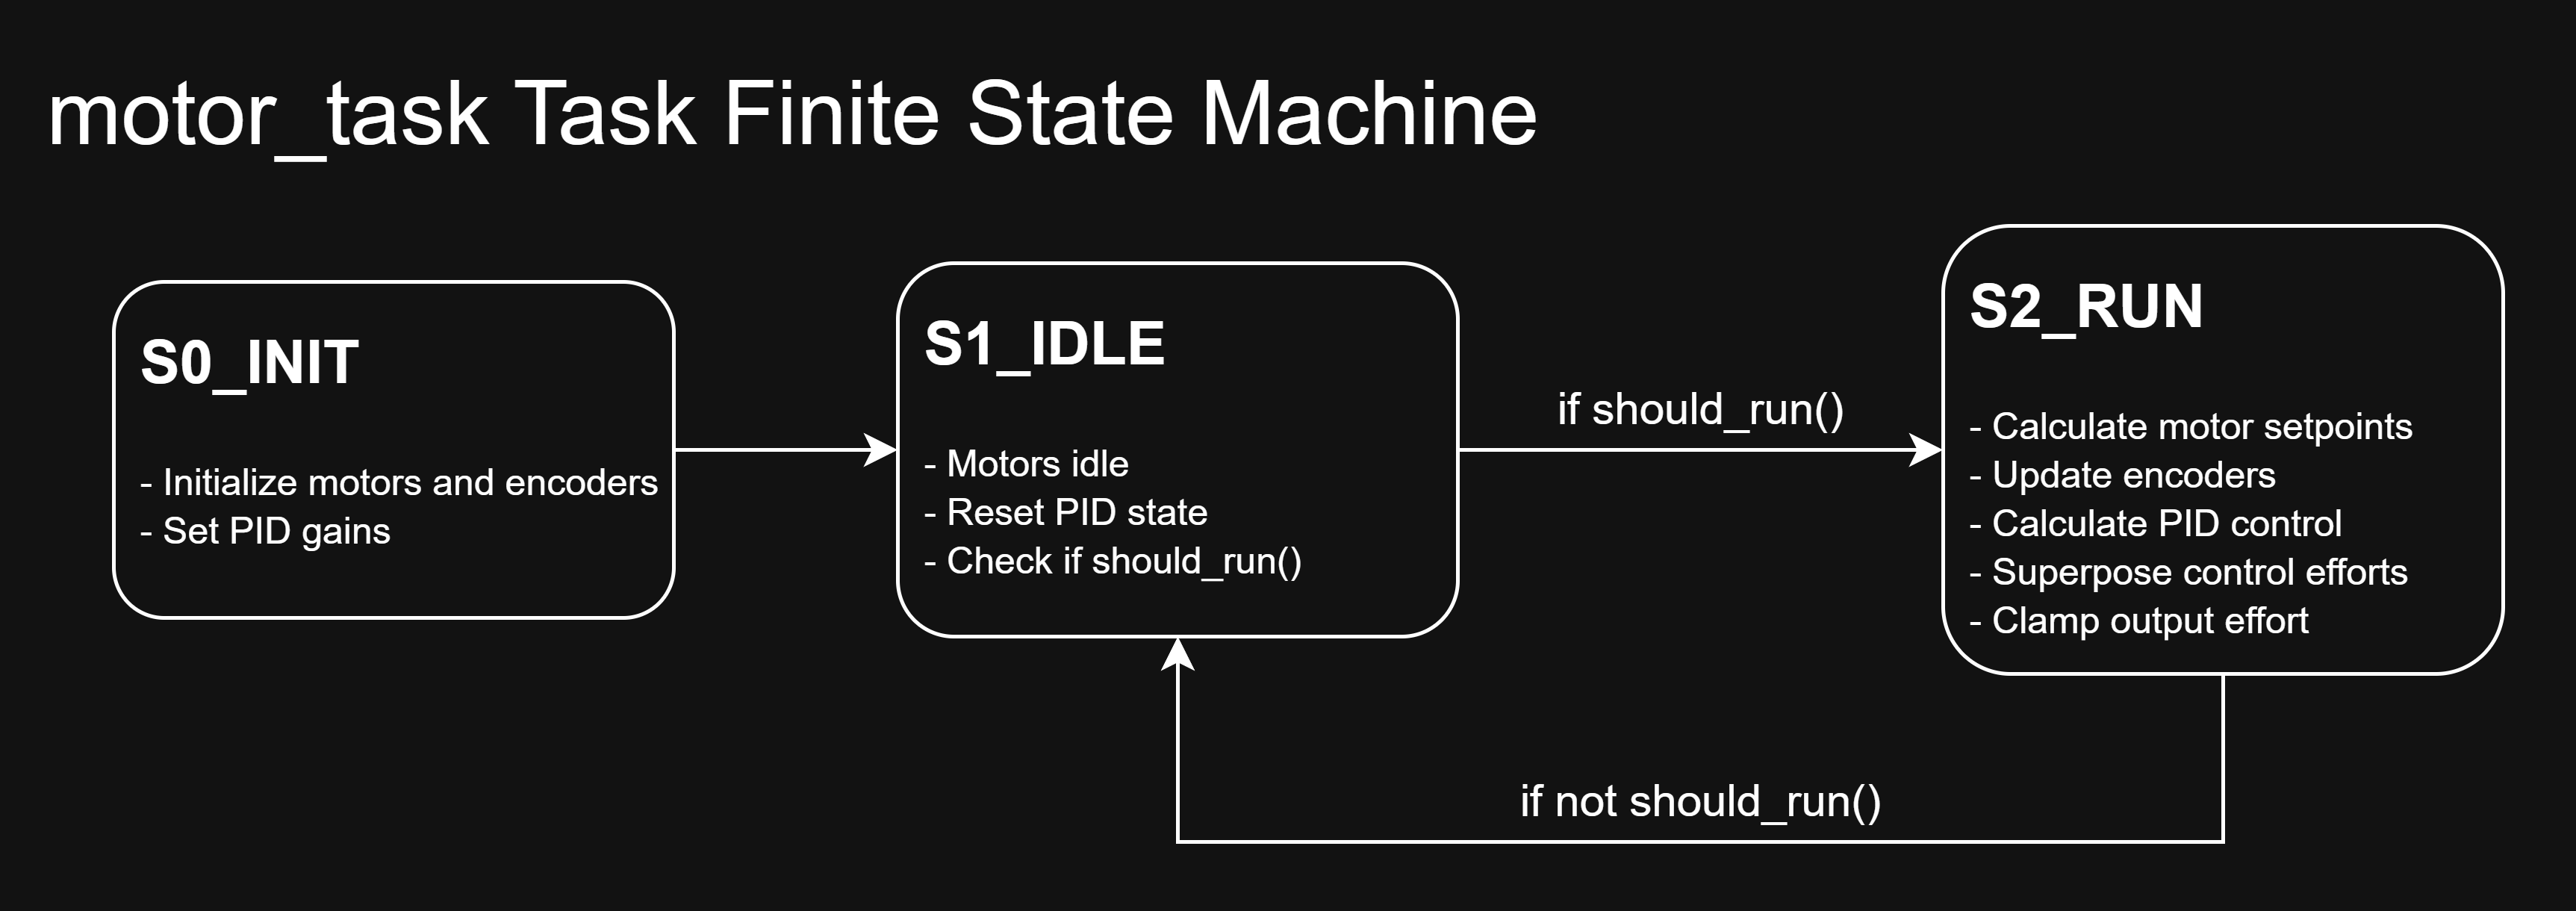 motor_task Task Finite State Machine
S0_INIT
- Initialize motors and encoders
- Set PID gains
S1_IDLE
- Motors idle
- Reset PID state
- Check if should_run()
if should_run()
S2_RUN
- Calculate motor setpoints
- Update encoders
- Calculate PID control
- Superpose control efforts
- Clamp output effort
if not should_run()